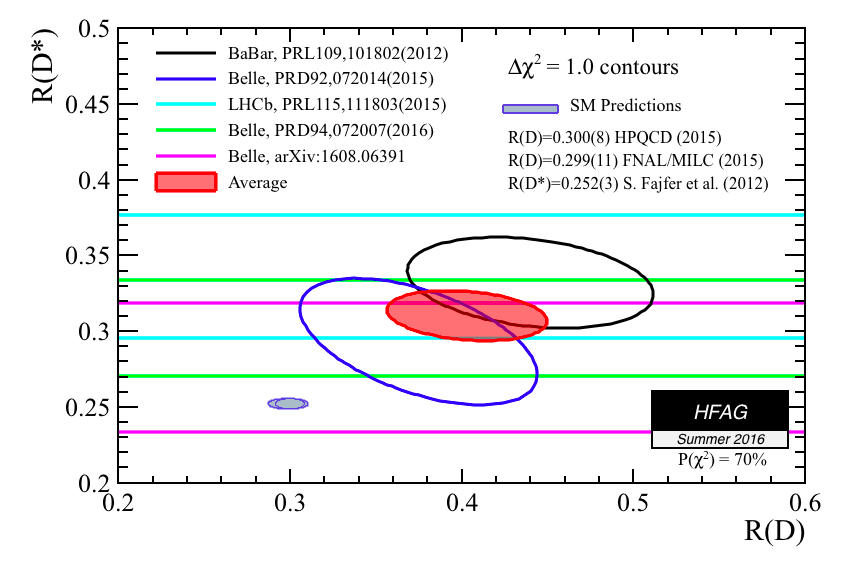 R(D*)
0.5
0.45
0.4
0.35
0.3
0.25
0.2
BaBar, PRL109,101802(2012)
Belle, PRD92,072014(2015)
LHCb, PRL115,111803(2015)
Belle, PRD94,072007(2016)
Belle, arXiv:1608.06391
Average
Δχ² = 1.0 contours
SM Predictions
R(D)=0.300(8) HPQCD (2015)
R(D)=0.299(11) FNAL/MILC (2015)
R(D*)=0.252(3) S. Fajfer et al. (2012)
HFAG
Summer 2016
P(χ²) = 70%
0.2 0.3 0.4 0.5 0.6
R(D)